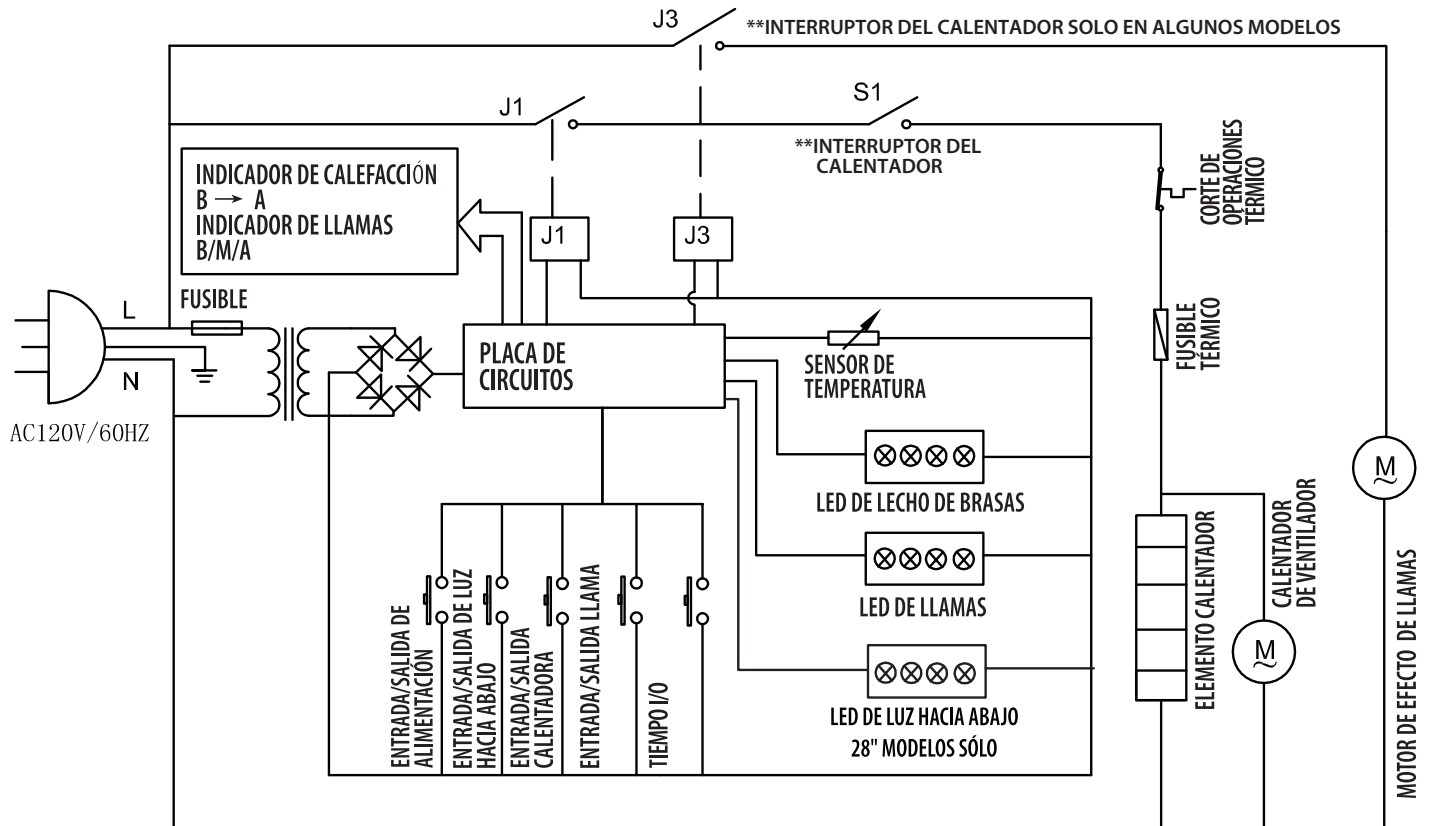 J3
**INTERRUPTOR DEL CALENTADOR SOLO EN ALGUNOS MODELOS
J1
S1
**INTERRUPTOR DEL
CALENTADOR
CORTE DE
OPERACIONES
TÉRMICO
INDICADOR DE CALEFACCIÓN
B → A
INDICADOR DE LLAMAS
B/M/A
J1
J3
L
FUSIBLE
N
AC120V/60HZ
PLACA DE
CIRCUITOS
SENSOR DE
TEMPERATURA
FUSIBLE
TÉRMICO
LED DE LECHO DE BRASAS
LED DE LLAMAS
LED DE LUZ HACIA ABAJO
28" MODELOS SÓLO
ENTRADA/SALIDA DE
ALIMENTACIÓN
ENTRADA/SALIDA DE LUZ
HACIA ABAJO
ENTRADA/SALIDA
CALENTADORA
ENTRADA/SALIDA LLAMA
TIEMPO I/O
ELEMENTO CALENTADOR
M
CALENTADOR
DE VENTILADOR
M
MOTOR DE EFECTO DE LLAMAS